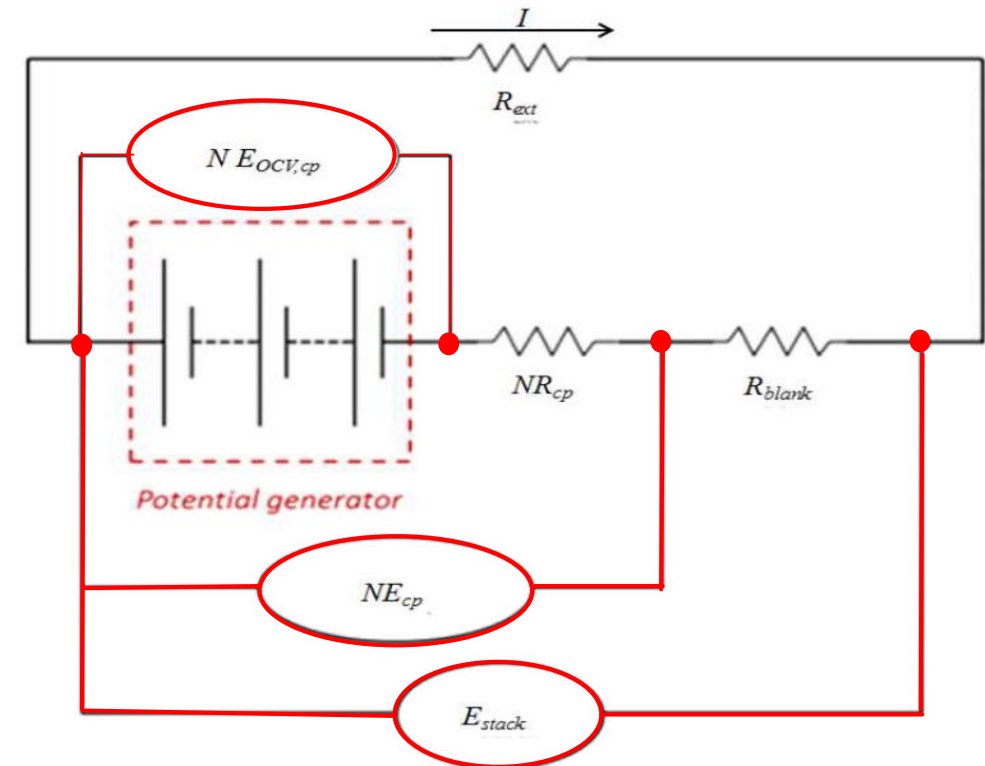 I
R_ext
N E_OCV,cp
NR_cp
R_blank
Potential generator
NE_cp
E_stack